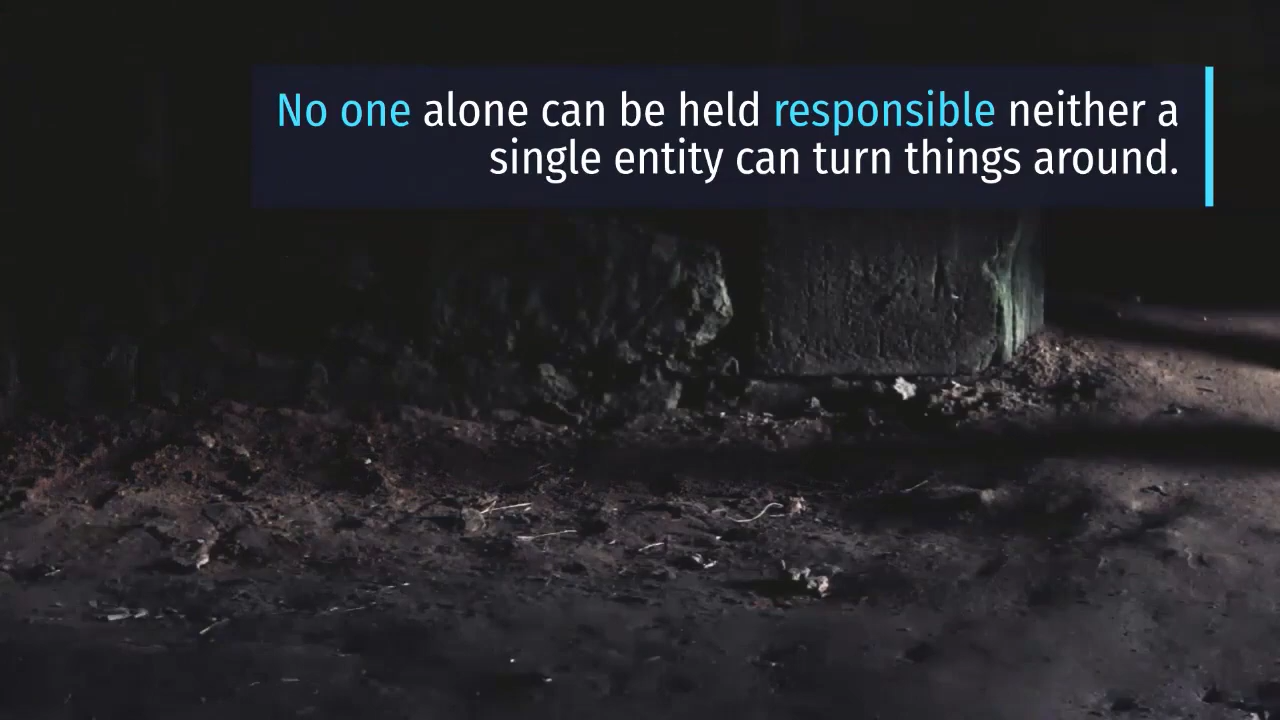 No one alone can be held responsible neither a
single entity can turn things around.